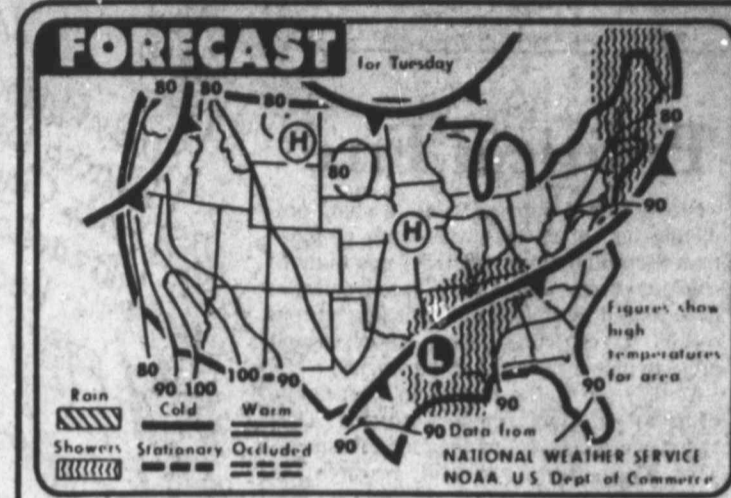 FORECAST
for Tuesday
80 80
80
80
80
H
H
90
L
Figures show
high
temperatures
for area
80
90 100
100
90
90
90
90
90
Rain
Cold
Warm
Showers
Stationary
Occluded
Data from
NATIONAL WEATHER SERVICE
NOAA U.S. Dept of Commerce